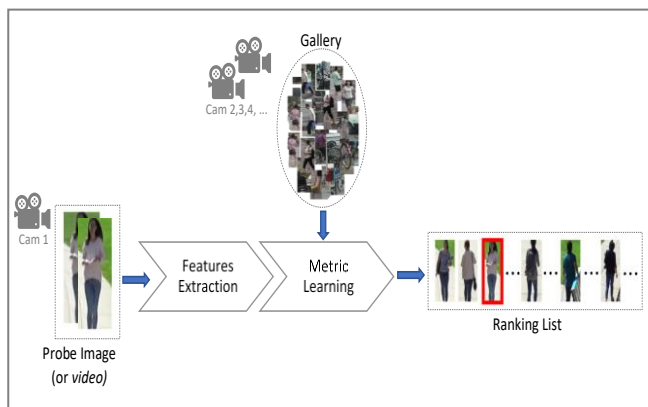 Gallery
Cam 2,3,4, ...
Cam 1
Features
Extraction
Metric
Learning
Ranking List
Probe Image
(or video)